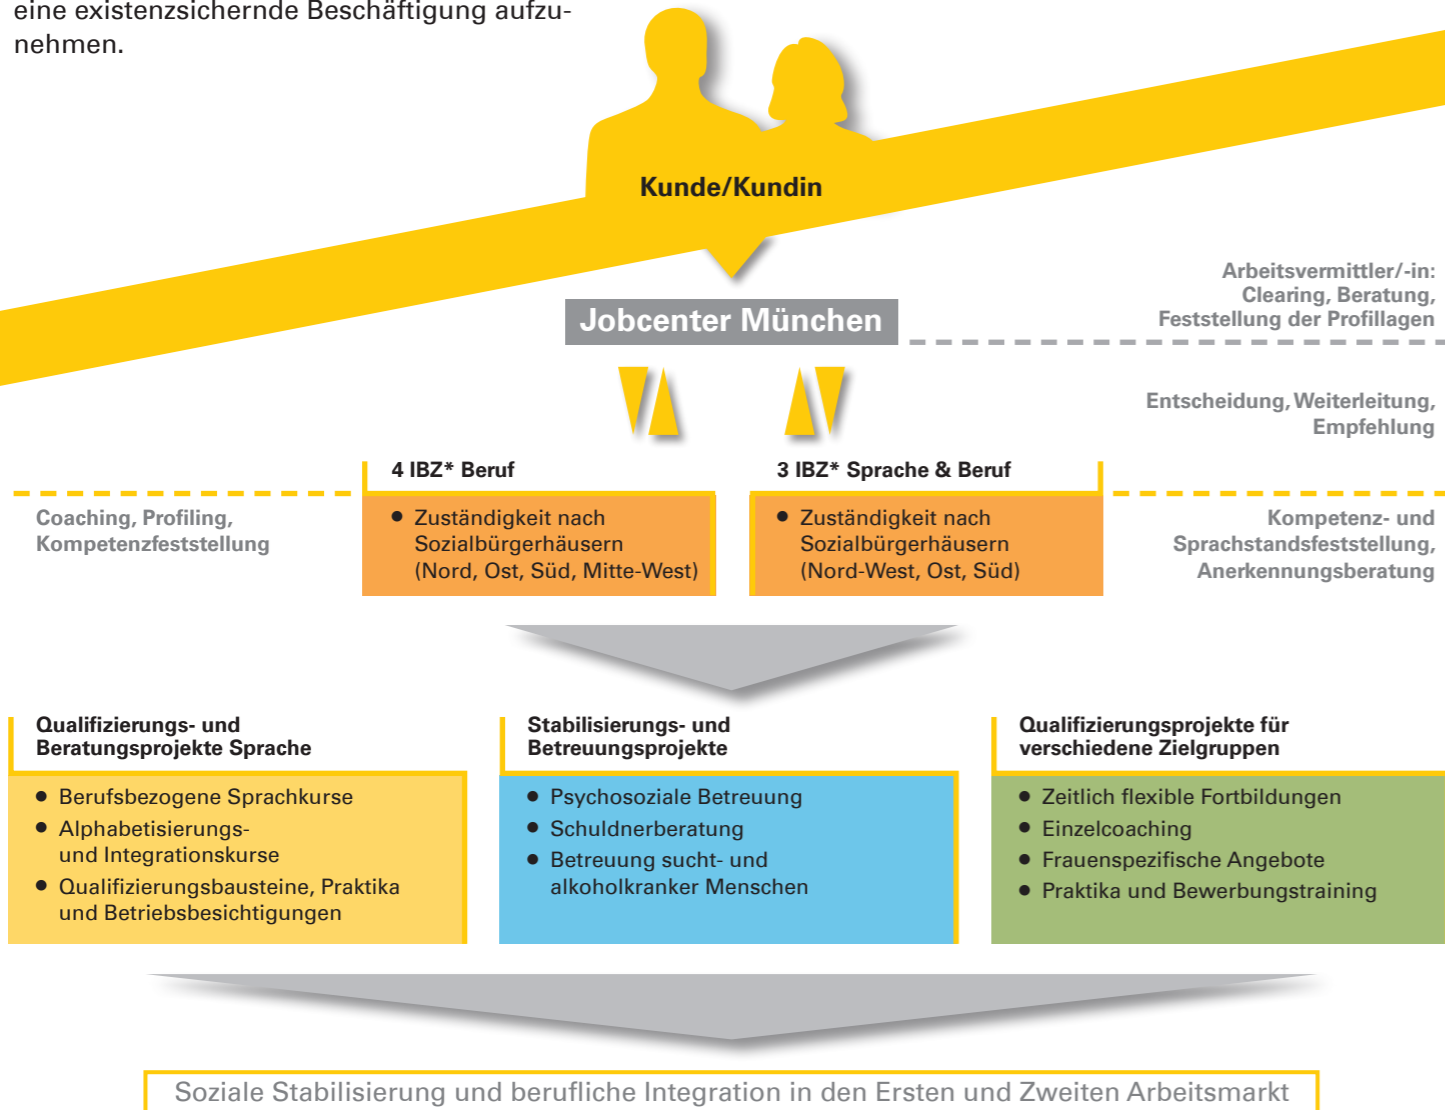 eine existenzsichernde Beschäftigung aufzu-
nehmen.
Kunde/Kundin
Jobcenter München
Arbeitsvermittler/-in:
Clearing, Beratung,
Feststellung der Profillagen
Entscheidung, Weiterleitung,
Empfehlung
4 IBZ* Beruf
3 IBZ* Sprache & Beruf
Coaching, Profiling,
Kompetenzfeststellung
• Zuständigkeit nach
Sozialbürgerhäusern
(Nord, Ost, Süd, Mitte-West)
• Zuständigkeit nach
Sozialbürgerhäusern
(Nord-West, Ost, Süd)
Kompetenz- und
Sprachstandsfeststellung,
Anerkennungsberatung
Qualifizierungs- und
Beratungsprojekte Sprache
• Berufsbezogene Sprachkurse
• Alphabetisierungs-
und Integrationskurse
• Qualifizierungsbausteine, Praktika
und Betriebsbesichtigungen
Stabilisierungs- und
Betreuungsprojekte
• Psychosoziale Betreuung
• Schuldnerberatung
• Betreuung sucht- und
alkoholkranker Menschen
Qualifizierungsprojekte für
verschiedene Zielgruppen
• Zeitlich flexible Fortbildungen
• Einzelcoaching
• Frauenspezifische Angebote
• Praktika und Bewerbungstraining
Soziale Stabilisierung und berufliche Integration in den Ersten und Zweiten Arbeitsmarkt